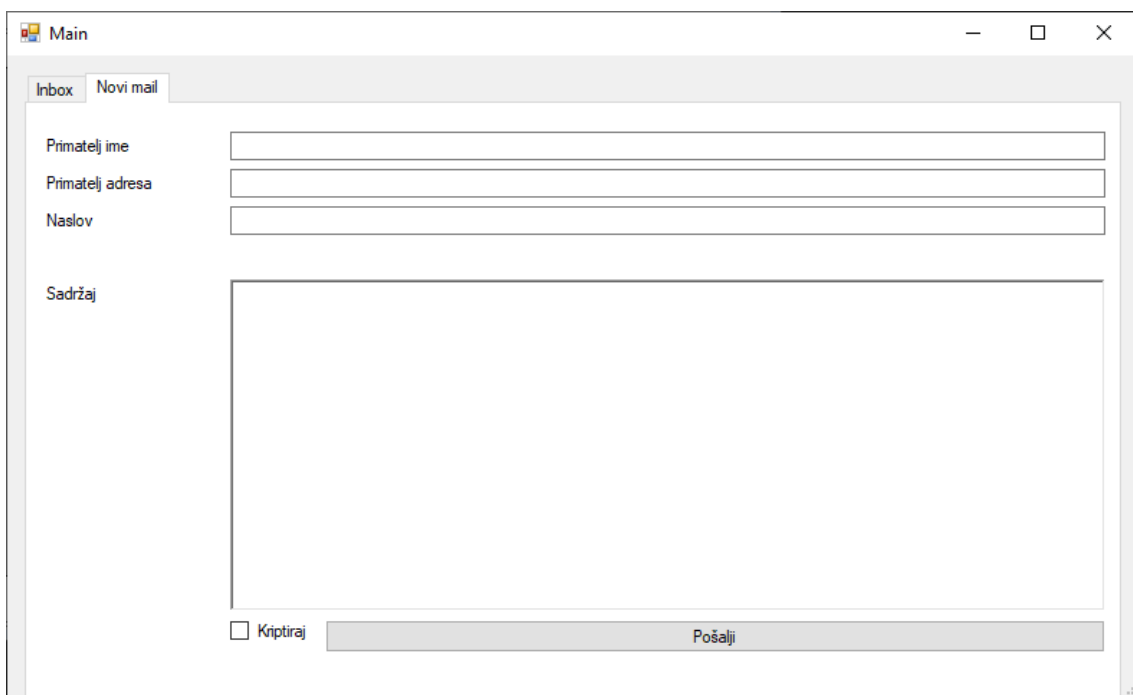 Main
Inbox Novi mail
Primatelj ime
Primatelj adresa
Naslov
Sadržaj
Kriptiraj Pošalji